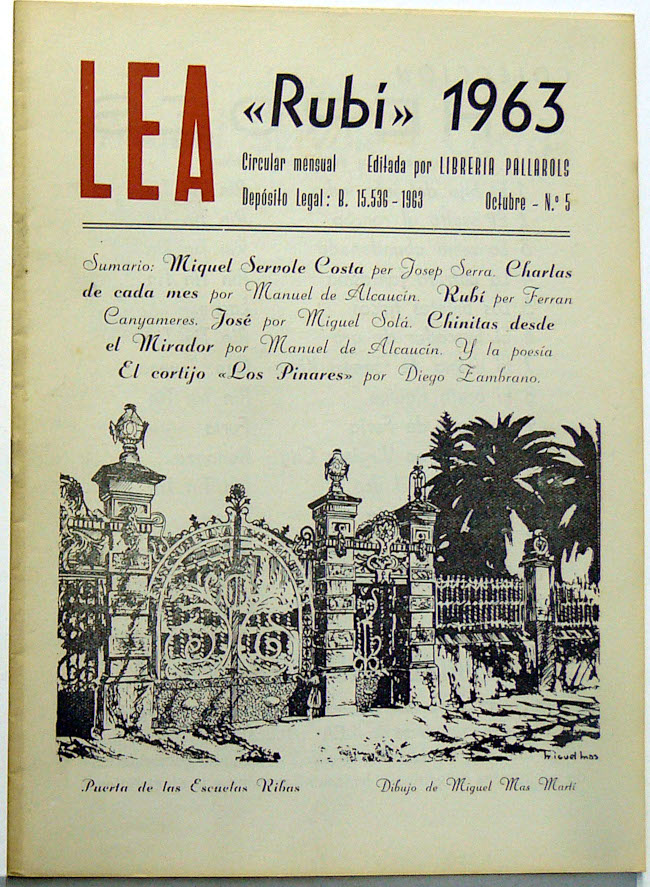 LEA «Rubí» 1963
Circular mensual Editada por LIBRERIA PALLAROLS
Depósito Legal: B. 15.536-1963 Octubre - N.º 5
Sumario: Miquel Servole Costa per Josep Serra. Charlas
de cada mes por Manuel de Alcaucín. Rubí per Ferran
Canyameres. José por Miguel Solá. Chinitas desde
el Mirador por Manuel de Alcaucín. Y la poesía
El cortijo «Los Pinares» por Diego Zambrano.
Miguel Mas
Puerta de las Escuelas Ribas Dibujo de Miguel Mas Martí